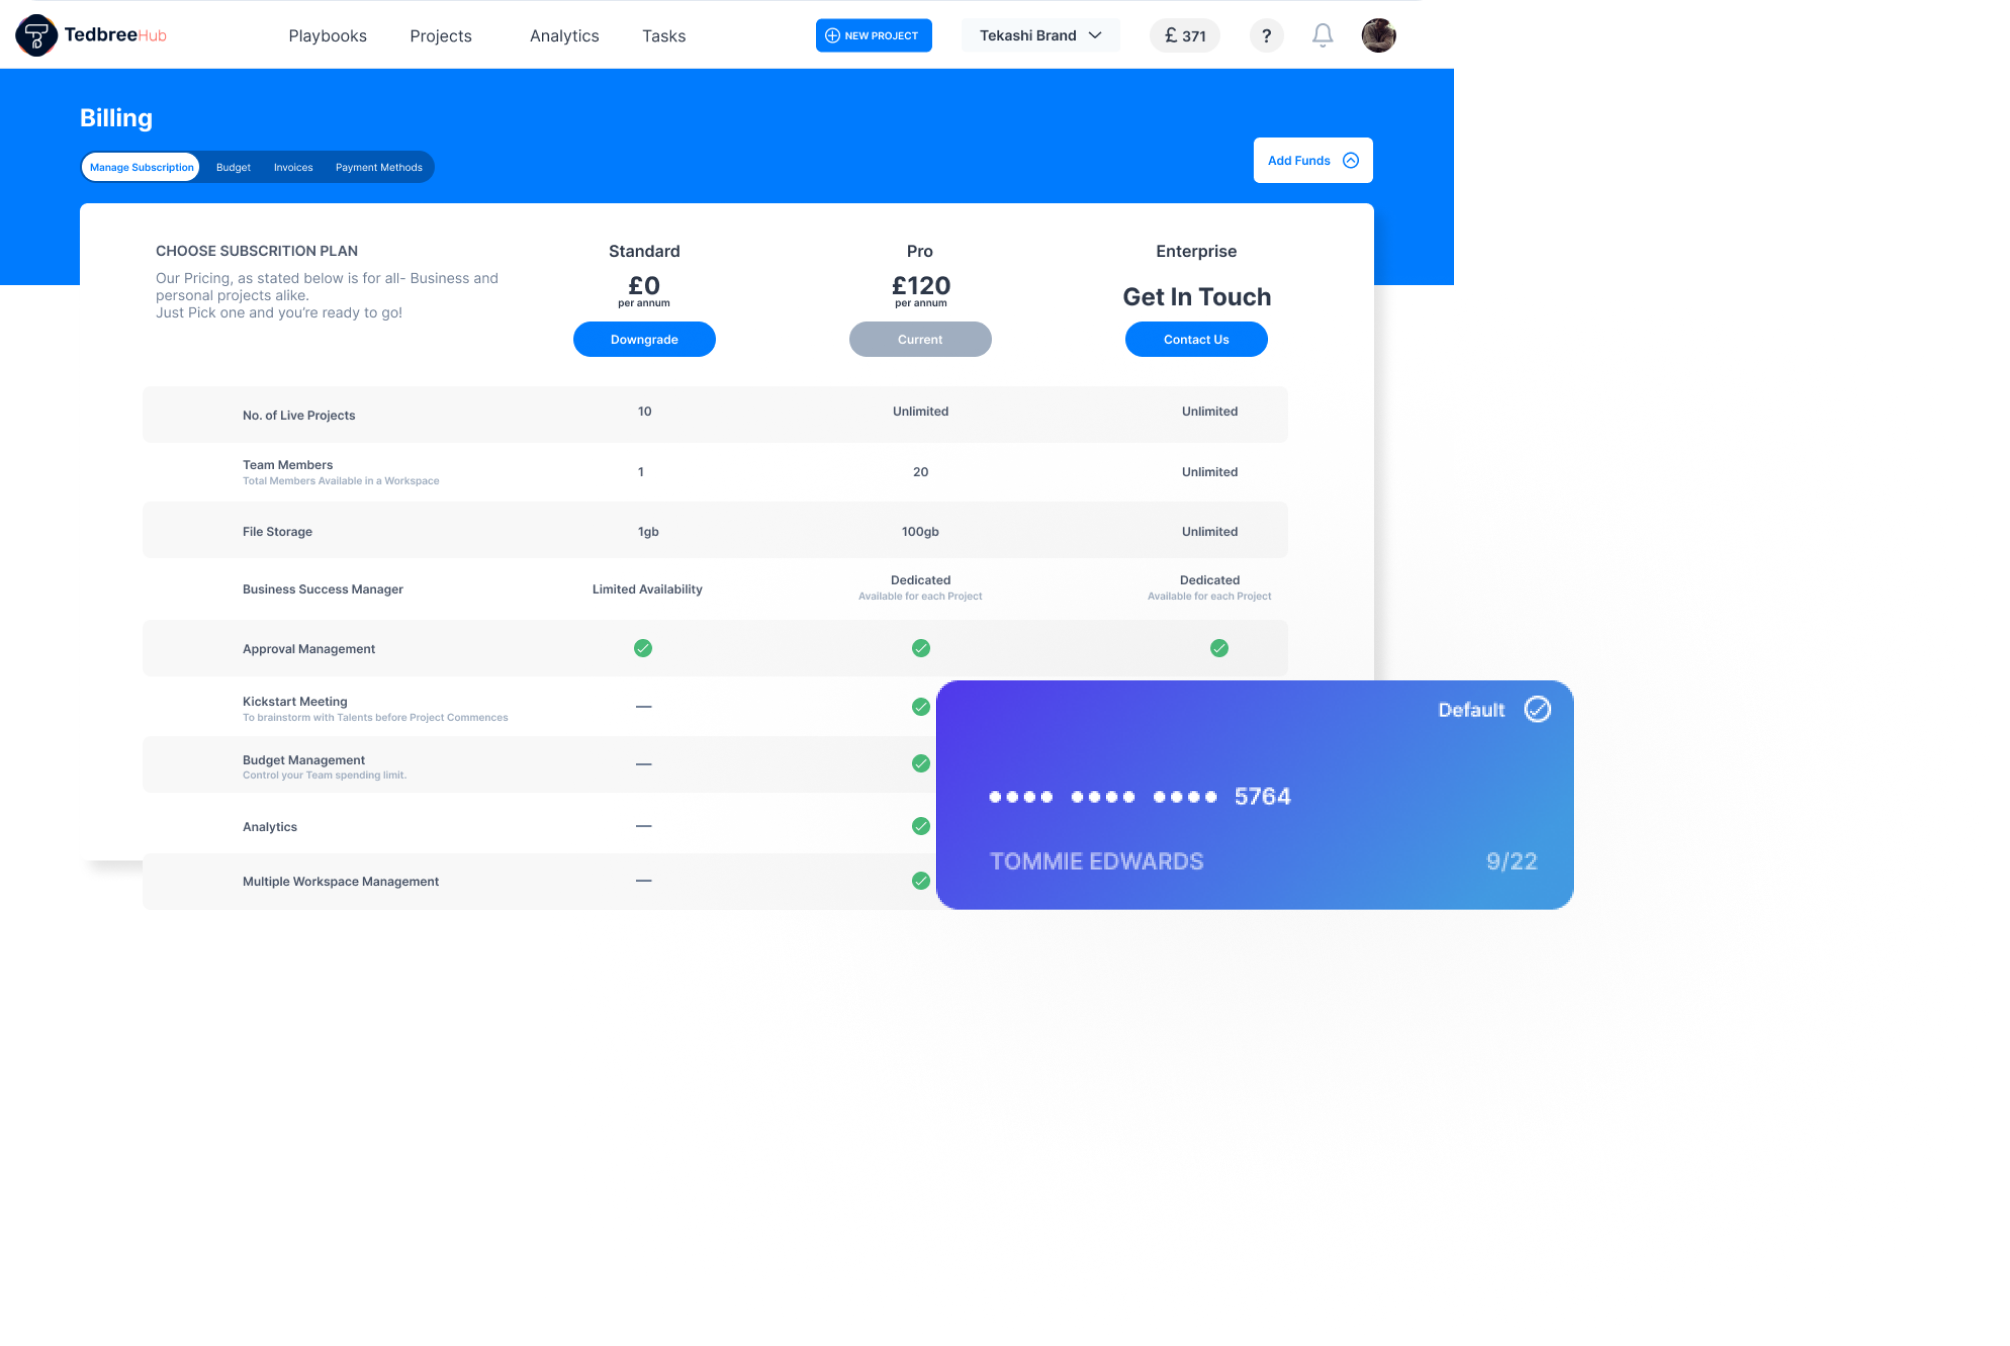 TedbreeHub
Playbooks Projects Analytics Tasks
NEW PROJECT
Tekashi Brand
£ 371
?
Billing
Manage Subscription Budget Invoices Payment Methods
Add Funds
CHOOSE SUBSCRITION PLAN
Our Pricing, as stated below is for all- Business and
personal projects alike.
Just Pick one and you're ready to go!
Standard Pro Enterprise
£0 £120 Get In Touch
per annum per annum
Downgrade Current Contact Us
No. of Live Projects 10 Unlimited Unlimited
Team Members 1 20 Unlimited
Total Members Available in a Workspace
File Storage 1gb 100gb Unlimited
Business Success Manager Limited Availability Dedicated Dedicated
Available for each Project Available for each Project
Approval Management
Kickstart Meeting —
To brainstorm with Talents before Project Commences
Budget Management —
Control your Team spending limit.
Analytics —
Multiple Workspace Management —
Default
•••• •••• •••• 5764
TOMMIE EDWARDS 9/22